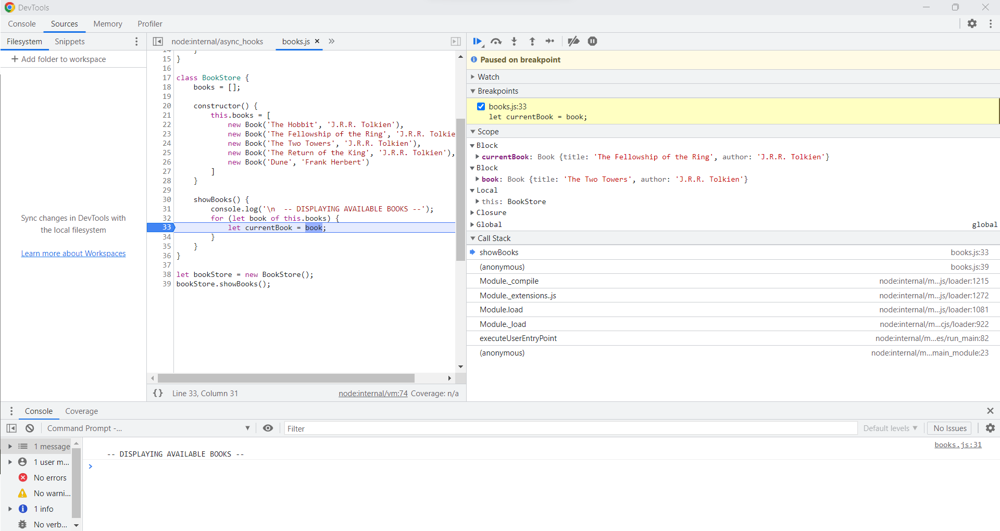 DevTools
Console Sources Memory Profiler
Filesystem Snippets
node:internal/async_hooks books.js
+ Add folder to workspace
Sync changes in DevTools with
the local filesystem
Learn more about Workspaces
15 }
16
17 class BookStore {
18 books = [];
19
20 constructor() {
21 this.books = [
22 new Book('The Hobbit', 'J.R.R. Tolkien'),
23 new Book('The Fellowship of the Ring', 'J.R.R. Tolkie
24 new Book('The Two Towers', 'J.R.R. Tolkien'),
25 new Book('The Return of the King', 'J.R.R. Tolkien'),
26 new Book('Dune', 'Frank Herbert')
27 ]
28 }
29
30 showBooks() {
31 console.log('\n  -- DISPLAYING AVAILABLE BOOKS --');
32 for (let book of this.books) {
33 let currentBook = book;
34 }
35 }
36 }
37
38 let bookStore = new BookStore();
39 bookStore.showBooks();
{} Line 33, Column 31 node:internal/vm:74 Coverage: n/a
Paused on breakpoint
Watch
Breakpoints
books.js:33
let currentBook = book;
Scope
Block
currentBook: Book {title: 'The Fellowship of the Ring', author: 'J.R.R. Tolkien'}
Block
book: Book {title: 'The Two Towers', author: 'J.R.R. Tolkien'}
Local
this: BookStore
Closure
Global global
Call Stack
showBooks books.js:33
(anonymous) books.js:39
Module._compile node:internal/m...js/loader:1215
Module._extensions..js node:internal/m...js/loader:1272
Module.load node:internal/m...js/loader:1081
Module._load node:internal/m...cjs/loader:922
executeUserEntryPoint node:internal/m...es/run_main:82
(anonymous) node:internal/m...main_module:23
Console Coverage
Command Prompt -... Filter Default levels No Issues
1 message
1 user m...
No errors
No warni...
1 info
No verb...
books.js:31
-- DISPLAYING AVAILABLE BOOKS --